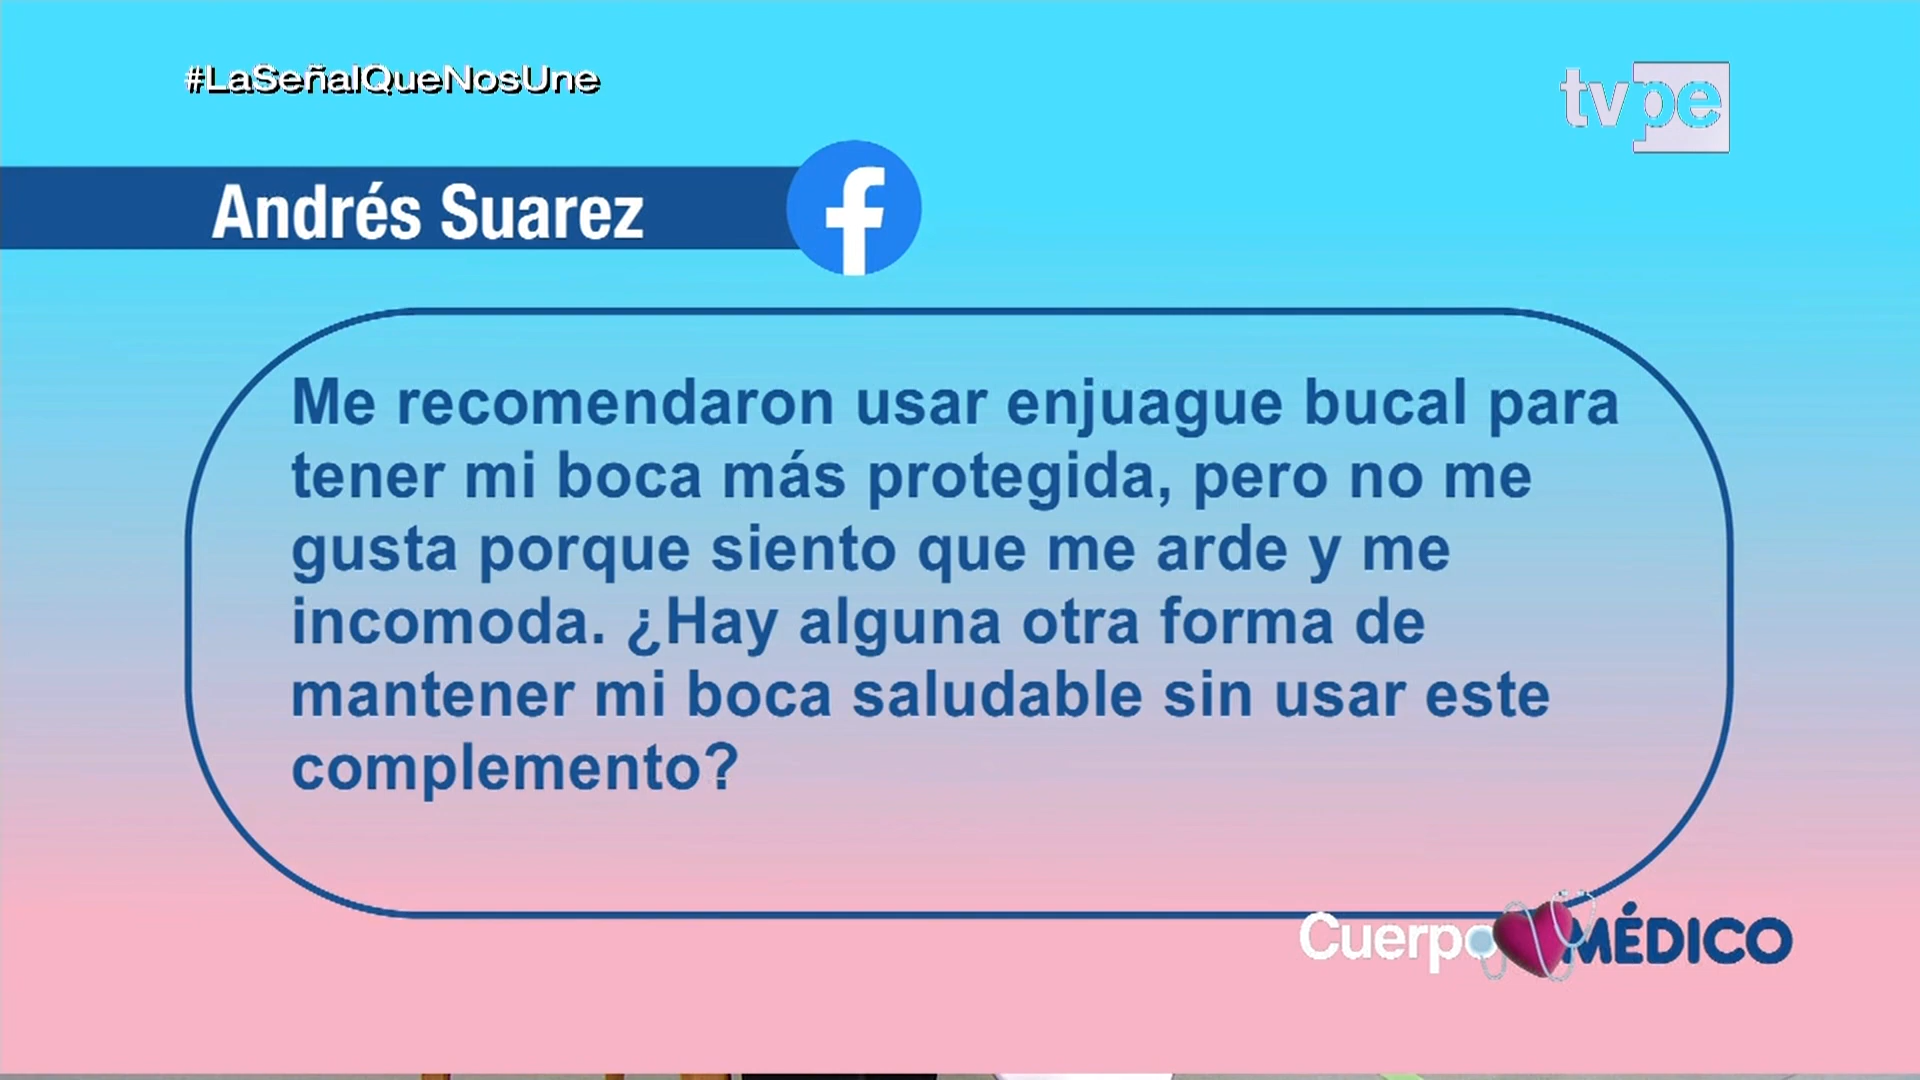 #LaSeñalQueNosUne
tvpe
Andrés Suarez
Me recomendaron usar enjuague bucal para
tener mi boca más protegida, pero no me
gusta porque siento que me arde y me
incomoda. ¿Hay alguna otra forma de
mantener mi boca saludable sin usar este
complemento?
Cuerpo MÉDICO